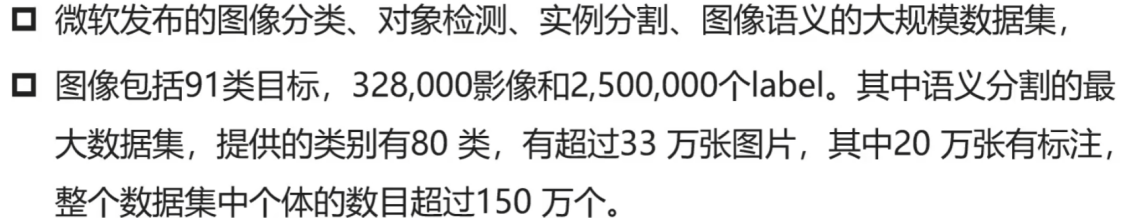 微软发布的图像分类、对象检测、实例分割、图像语义的大规模数据集，
图像包括91类目标，328,000影像和2,500,000个label。其中语义分割的最
大数据集，提供的类别有80 类，有超过33 万张图片，其中20 万张有标注，
整个数据集中个体的数目超过150 万个。